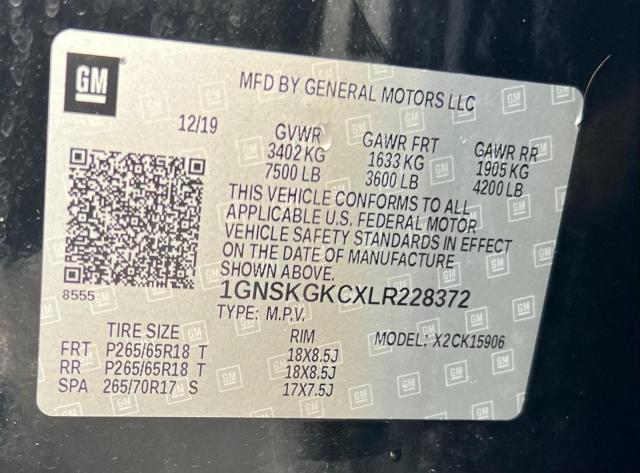 GM
MFD BY GENERAL MOTORS LLC
12/19
GVWR
3402 KG
7500 LB
GAWR FRT
1633 KG
3600 LB
GAWR RR
1905 KG
4200 LB
THIS VEHICLE CONFORMS TO ALL
APPLICABLE U.S. FEDERAL MOTOR
VEHICLE SAFETY STANDARDS IN EFFECT
ON THE DATE OF MANUFACTURE
SHOWN ABOVE.
8555
1GNSKGKCXLR228372
TYPE: M.P.V.
TIRE SIZE RIM MODEL: X2CK15906
FRT P265/65R18 T 18X8.5J
RR P265/65R18 T 18X8.5J
SPA 265/70R17 S 17X7.5J